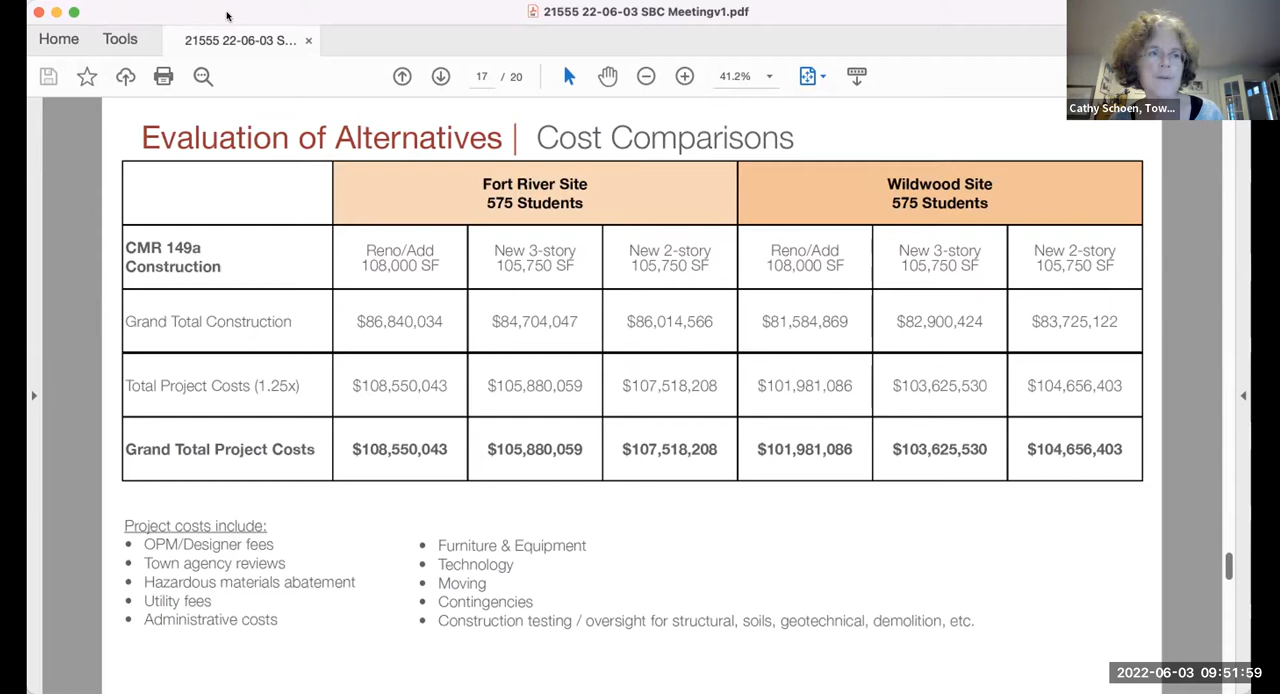 21555 22-06-03 SBC Meetingv1.pdf
Home Tools 21555 22-06-03 S... ×
17 / 20 41.2%
Cathy Schoen, Tow...
Evaluation of Alternatives | Cost Comparisons
Fort River Site
575 Students
Wildwood Site
575 Students
CMR 149a
Construction
Reno/Add
108,000 SF
New 3-story
105,750 SF
New 2-story
105,750 SF
Reno/Add
108,000 SF
New 3-story
105,750 SF
New 2-story
105,750 SF
Grand Total Construction $86,840,034 $84,704,047 $86,014,566 $81,584,869 $82,900,424 $83,725,122
Total Project Costs (1.25x) $108,550,043 $105,880,059 $107,518,208 $101,981,086 $103,625,530 $104,656,403
Grand Total Project Costs $108,550,043 $105,880,059 $107,518,208 $101,981,086 $103,625,530 $104,656,403
Project costs include:
• OPM/Designer fees
• Town agency reviews
• Hazardous materials abatement
• Utility fees
• Administrative costs
• Furniture & Equipment
• Technology
• Moving
• Contingencies
• Construction testing / oversight for structural, soils, geotechnical, demolition, etc.
2022-06-03 09:51:59